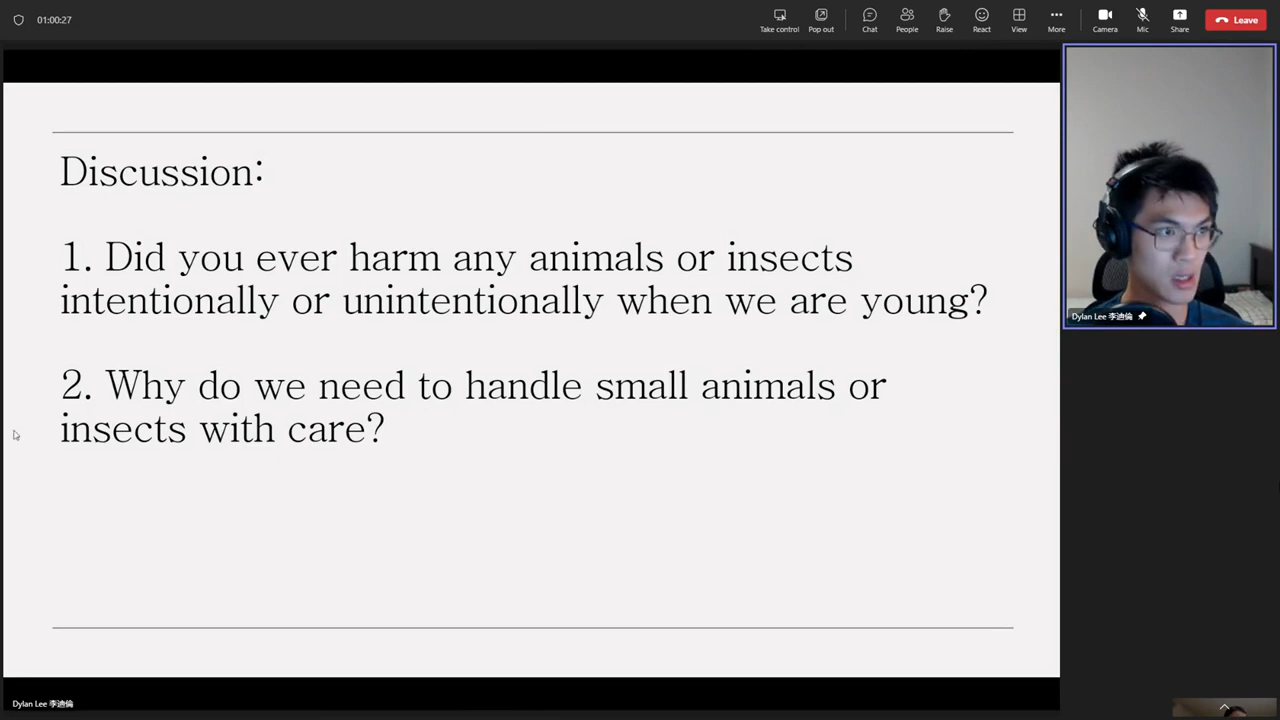 01:00:27
Take control
Pop out
Chat
People
Raise
React
View
More
Camera
Mic
Share
Leave
Discussion:
1. Did you ever harm any animals or insects
intentionally or unintentionally when we are young?
2. Why do we need to handle small animals or
insects with care?
Dylan Lee 李迪倫
Dylan Lee 李迪倫